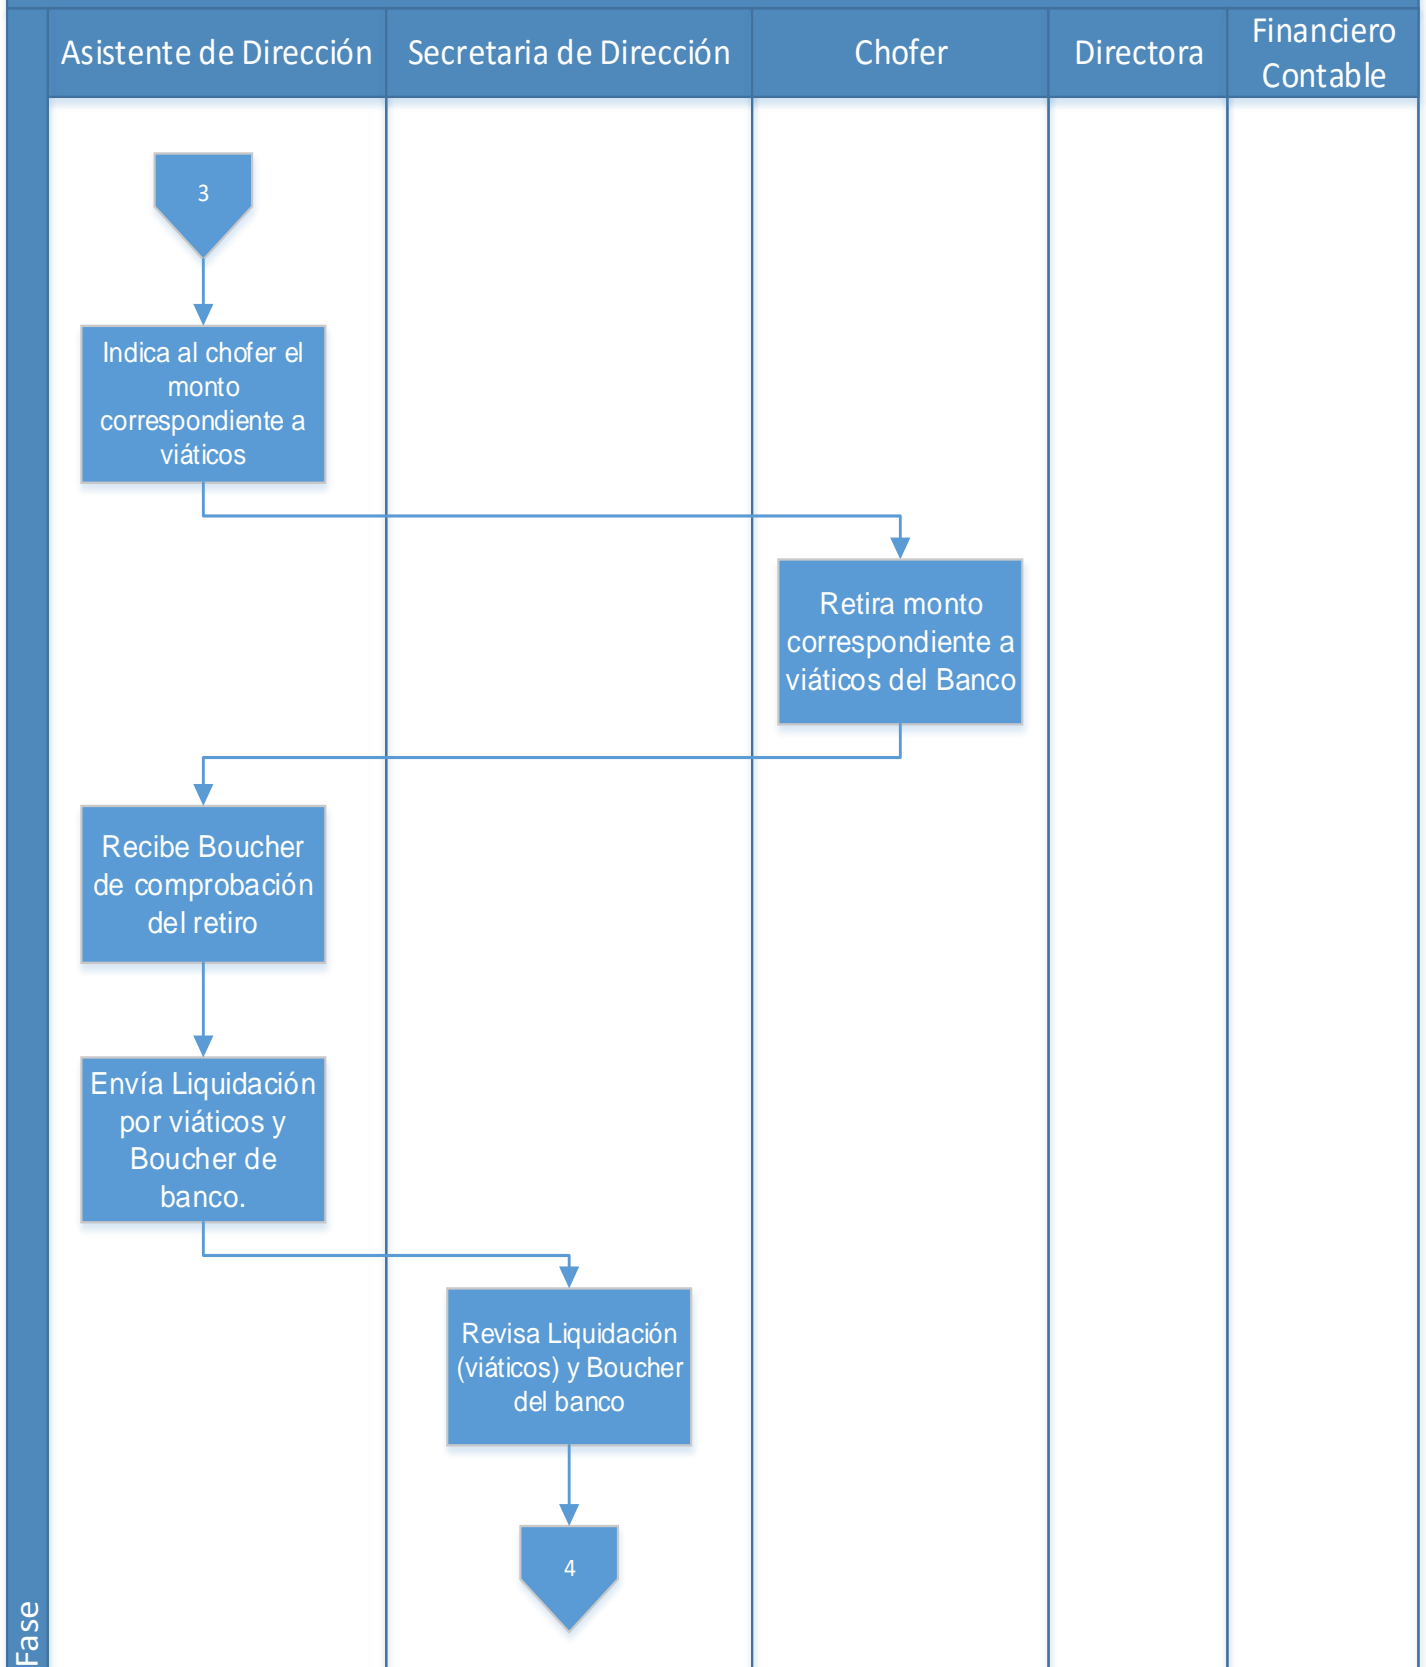 Asistente de Dirección
Secretaria de Dirección
Chofer
Directora
Financiero
Contable
3
Indica al chofer el
monto
correspondiente a
viáticos
Retira monto
correspondiente a
viáticos del Banco
Recibe Boucher
de comprobación
del retiro
Envía Liquidación
por viáticos y
Boucher de
banco.
Revisa Liquidación
(viáticos) y Boucher
del banco
4
Fase